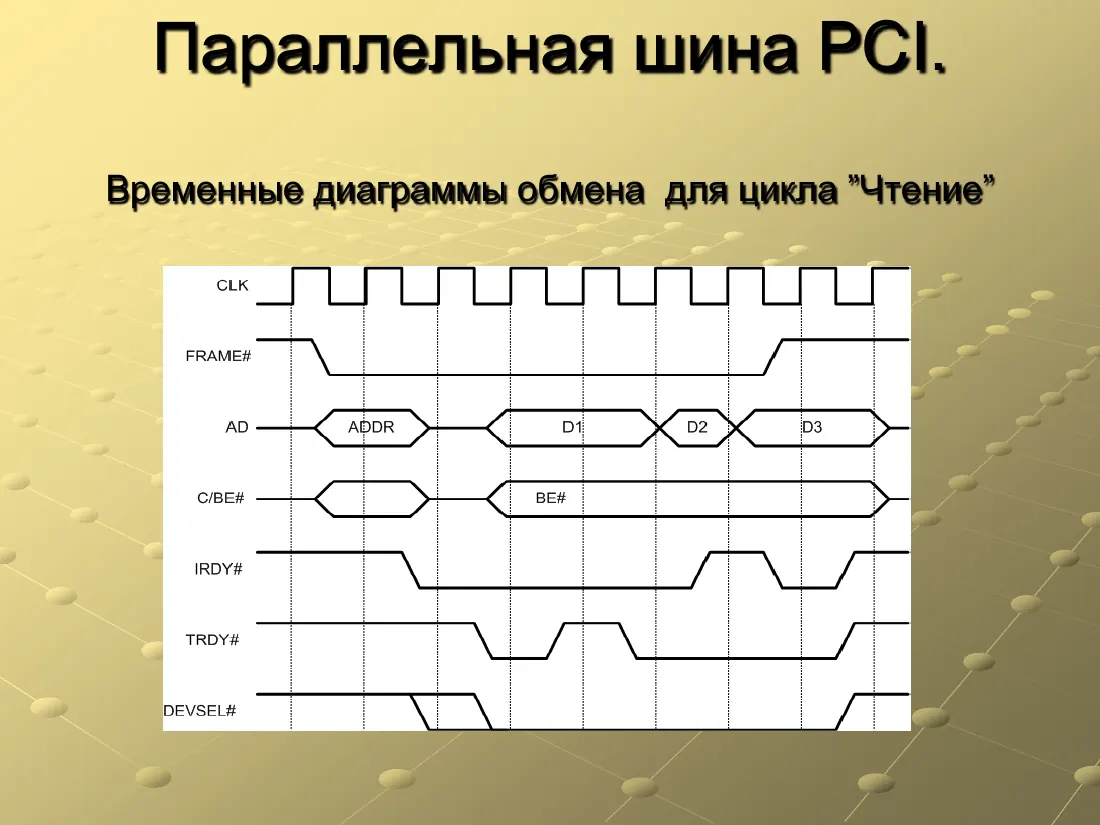 Параллельная шина PCI.
Временные диаграммы обмена для цикла ”Чтение”
CLK
FRAME#
AD ADDR D1 D2 D3
C/BE# BE#
IRDY#
TRDY#
DEVSEL#